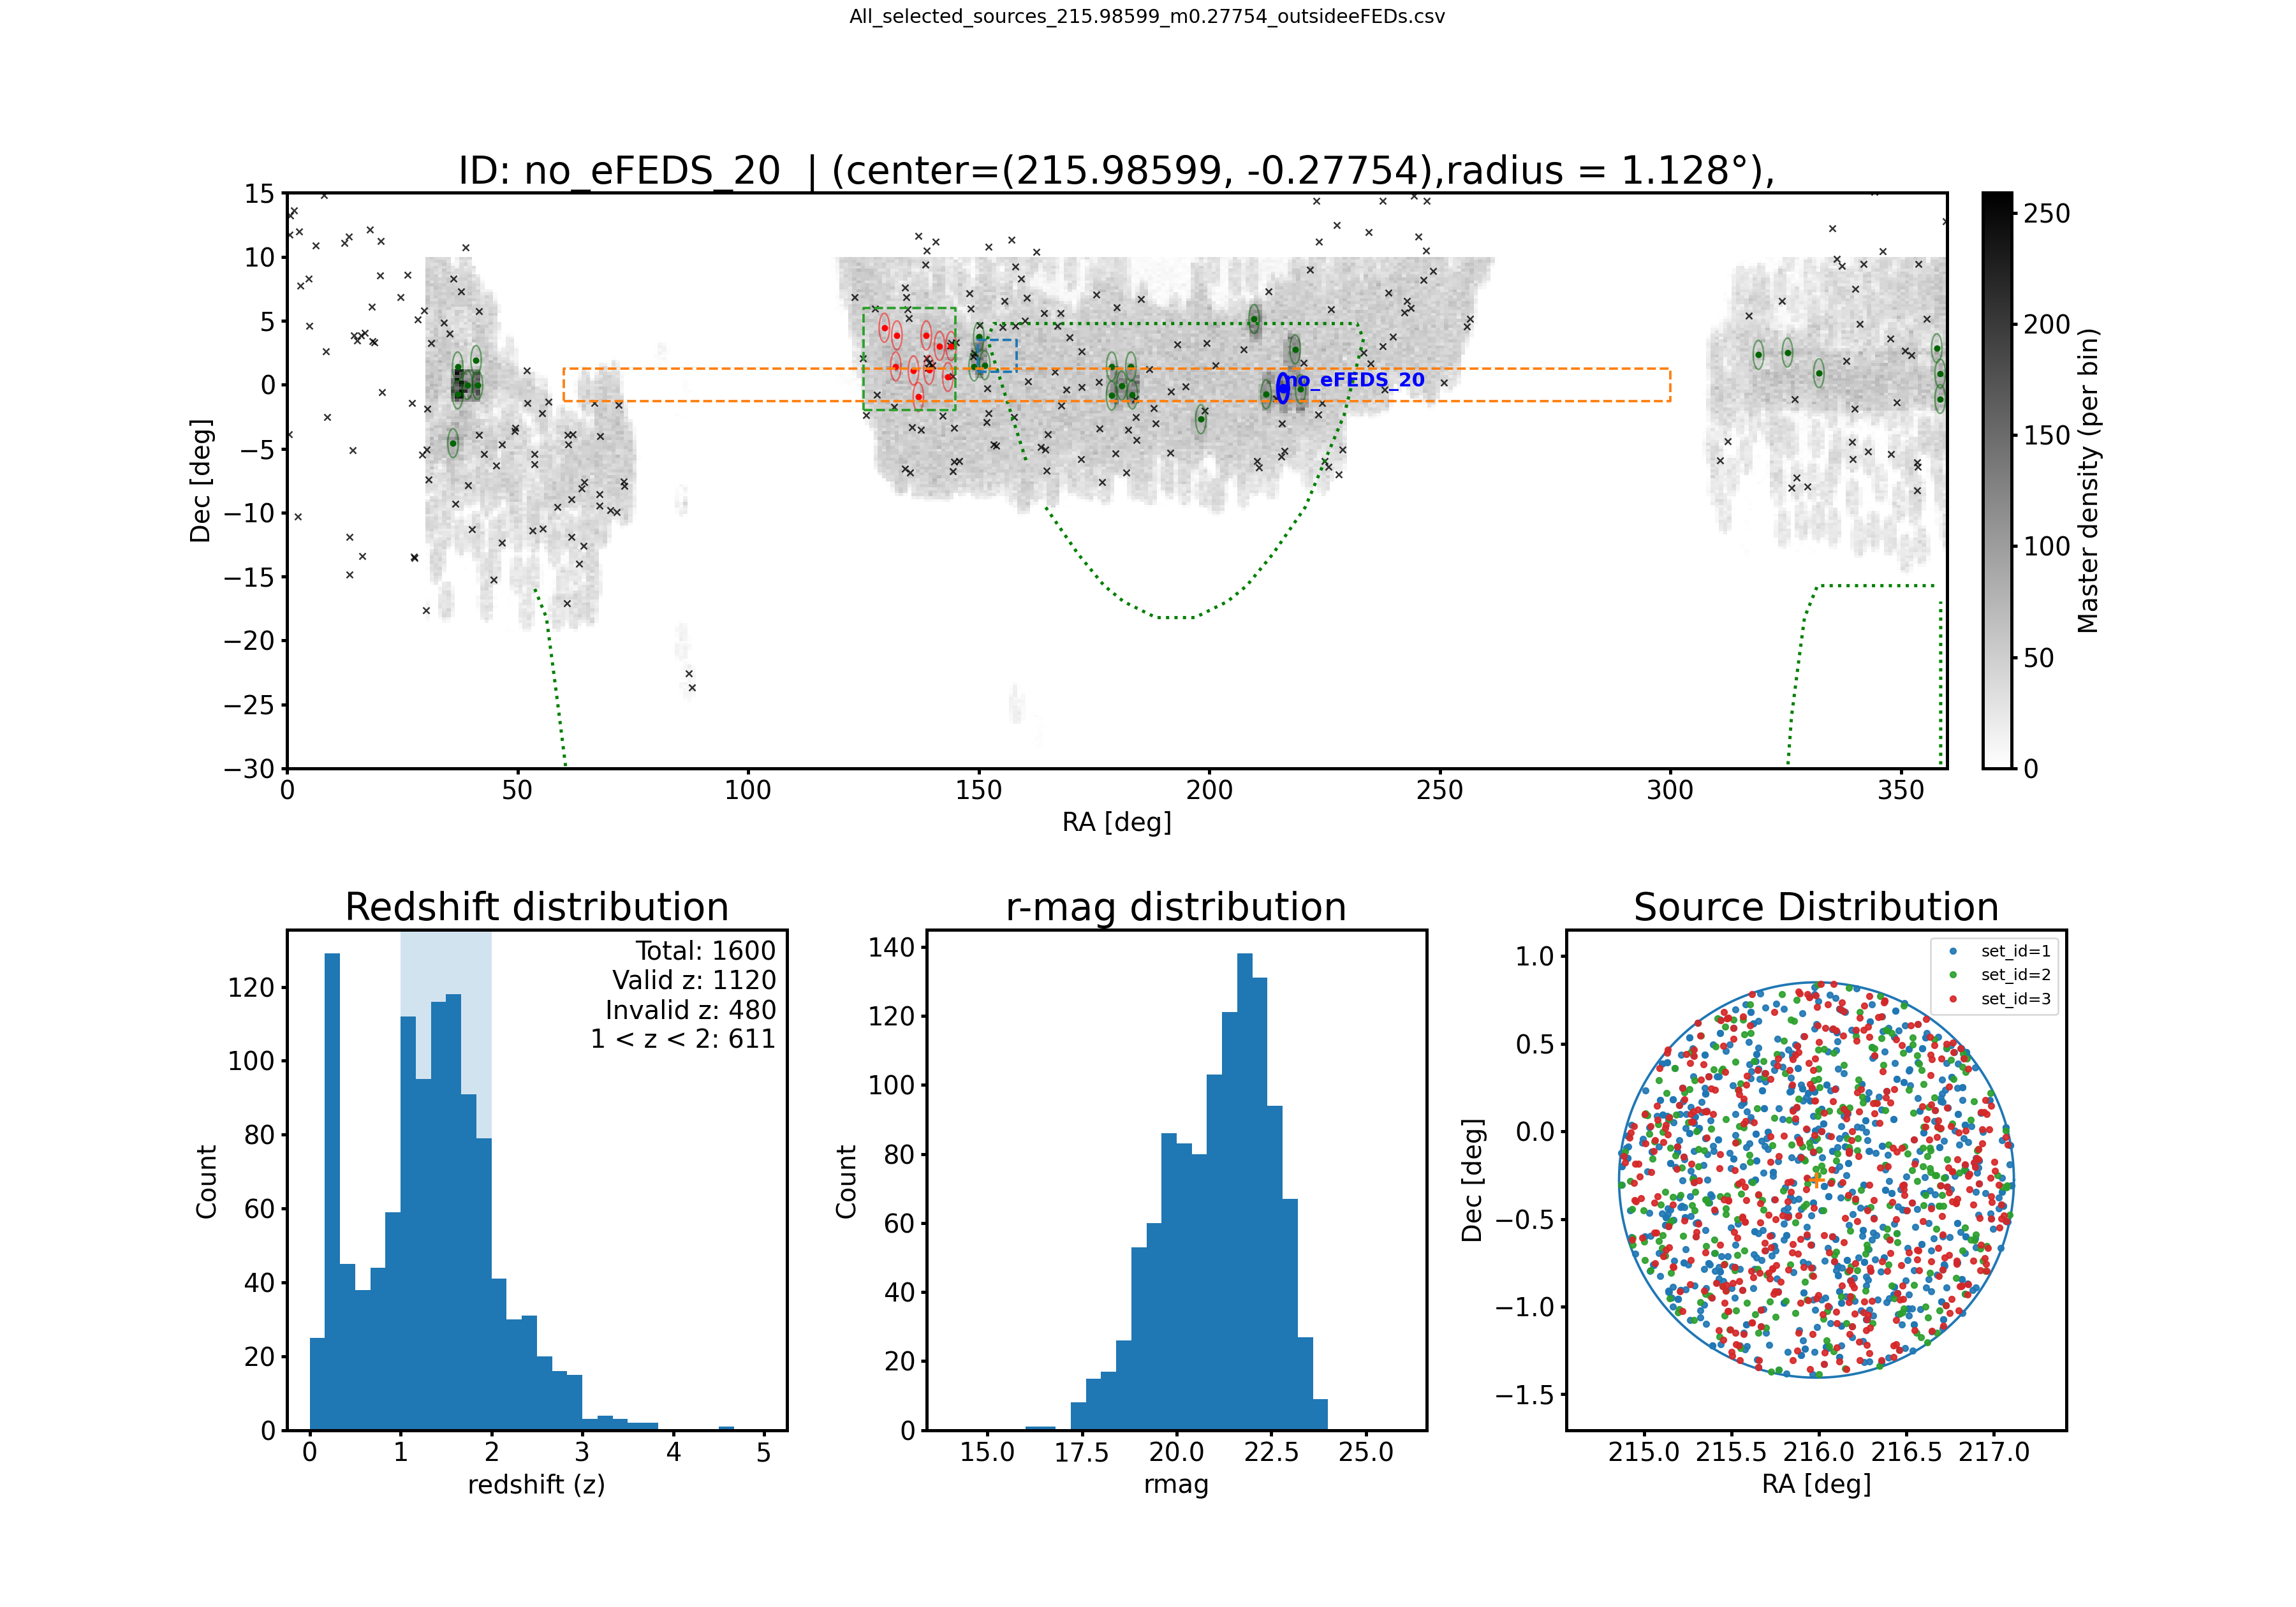 All_selected_sources_215.98599_m0.27754_outsideeFEDs.csv
ID: no_eFEDS_20 | (center=(215.98599, -0.27754),radius = 1.128°),
15
10
5
0
−5
−10
−15
−20
−25
−30
Dec [deg]
no_eFEDS_20
0
50
100
150
200
250
300
350
RA [deg]
250
200
150
100
50
0
Master density (per bin)
Redshift distribution
Total: 1600
Valid z: 1120
Invalid z: 480
1 < z < 2: 611
120
100
80
60
40
20
0
Count
0
1
2
3
4
5
redshift (z)
r-mag distribution
140
120
100
80
60
40
20
0
Count
15.0
17.5
20.0
22.5
25.0
rmag
Source Distribution
set_id=1
set_id=2
set_id=3
1.0
0.5
0.0
−0.5
−1.0
−1.5
Dec [deg]
215.0
215.5
216.0
216.5
217.0
RA [deg]